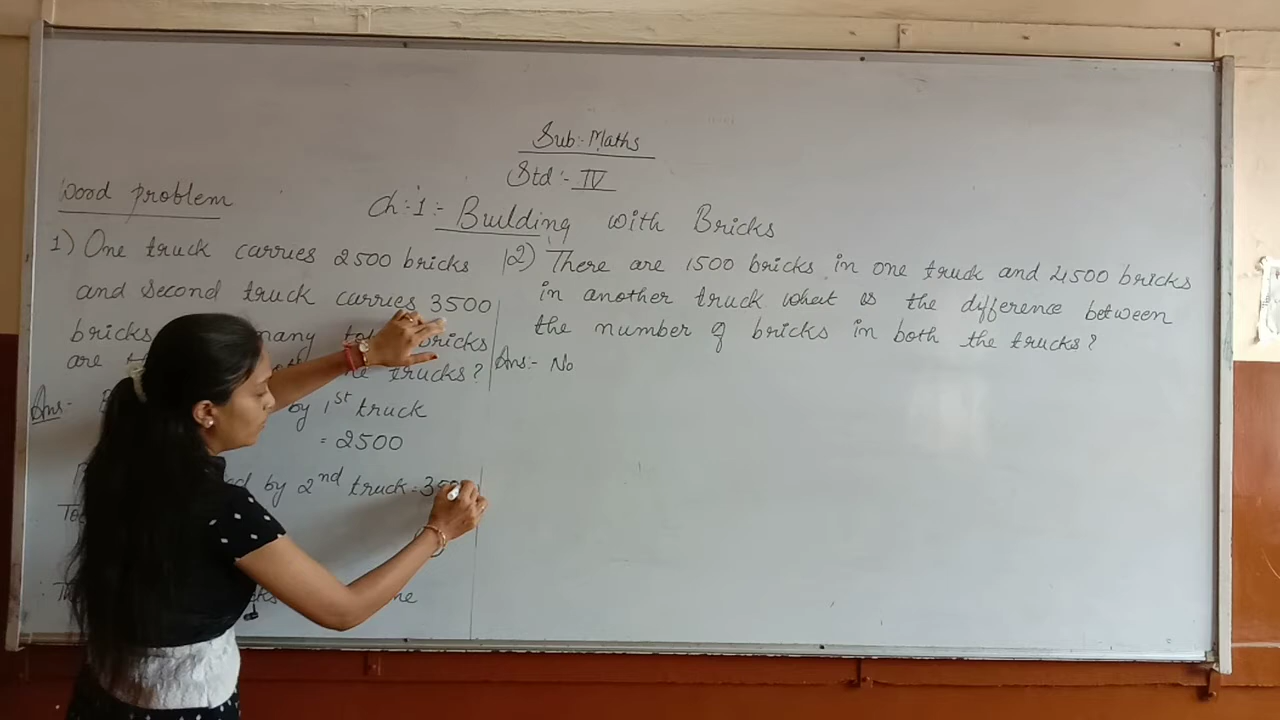 Sub:- Maths
Std :- IV
Word problem
Ch:1:- Building with Bricks
1) One truck carries 2500 bricks
and second truck carries 3500
bricks many bricks
are trucks?
Ans:-
by 1st truck
= 2500
by 2nd truck = 35
2) There are 1500 bricks in one truck and 4500 bricks
in another truck what is the difference between
the number of bricks in both the trucks?
Ans:- No